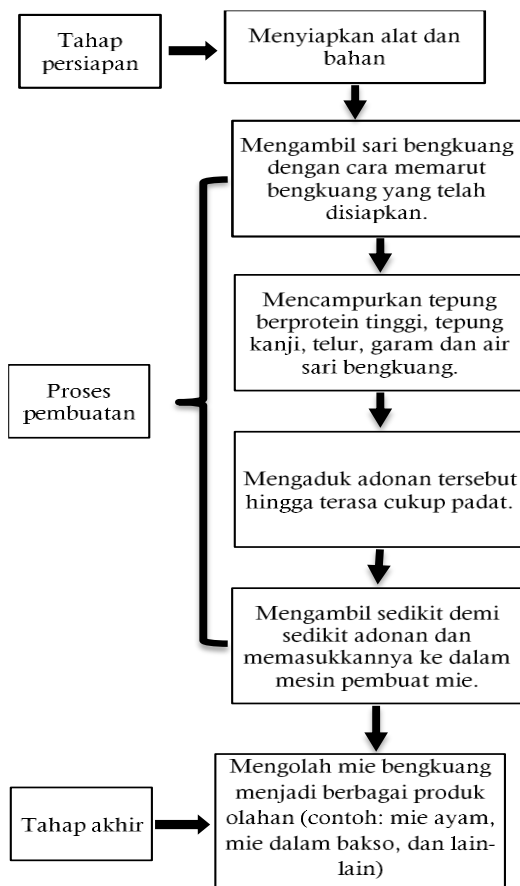 Tahap
persiapan
Menyiapkan alat dan
bahan
Mengambil sari bengkuang
dengan cara memarut
bengkuang yang telah
disiapkan.
Mencampurkan tepung
berprotein tinggi, tepung
kanji, telur, garam dan air
sari bengkuang.
Proses
pembuatan
Mengaduk adonan tersebut
hingga terasa cukup padat.
Mengambil sedikit demi
sedikit adonan dan
memasukkannya ke dalam
mesin pembuat mie.
Tahap akhir
Mengolah mie bengkuang
menjadi berbagai produk
olahan (contoh: mie ayam,
mie dalam bakso, dan lain-
lain)